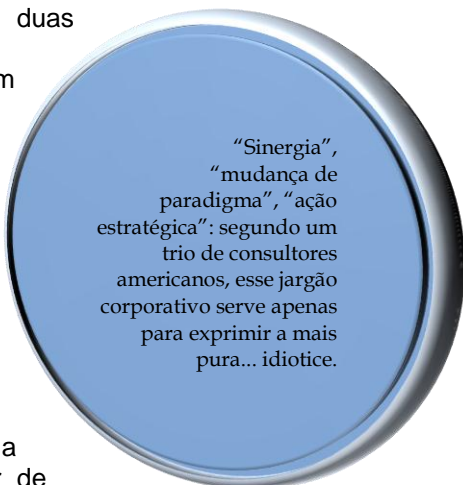 duas
m
“Sinergia”,
“mudança de
paradigma”, “ação
estratégica”: segundo um
trio de consultores
americanos, esse jargão
corporativo serve apenas
para exprimir a mais
pura... idiotice.
a
de